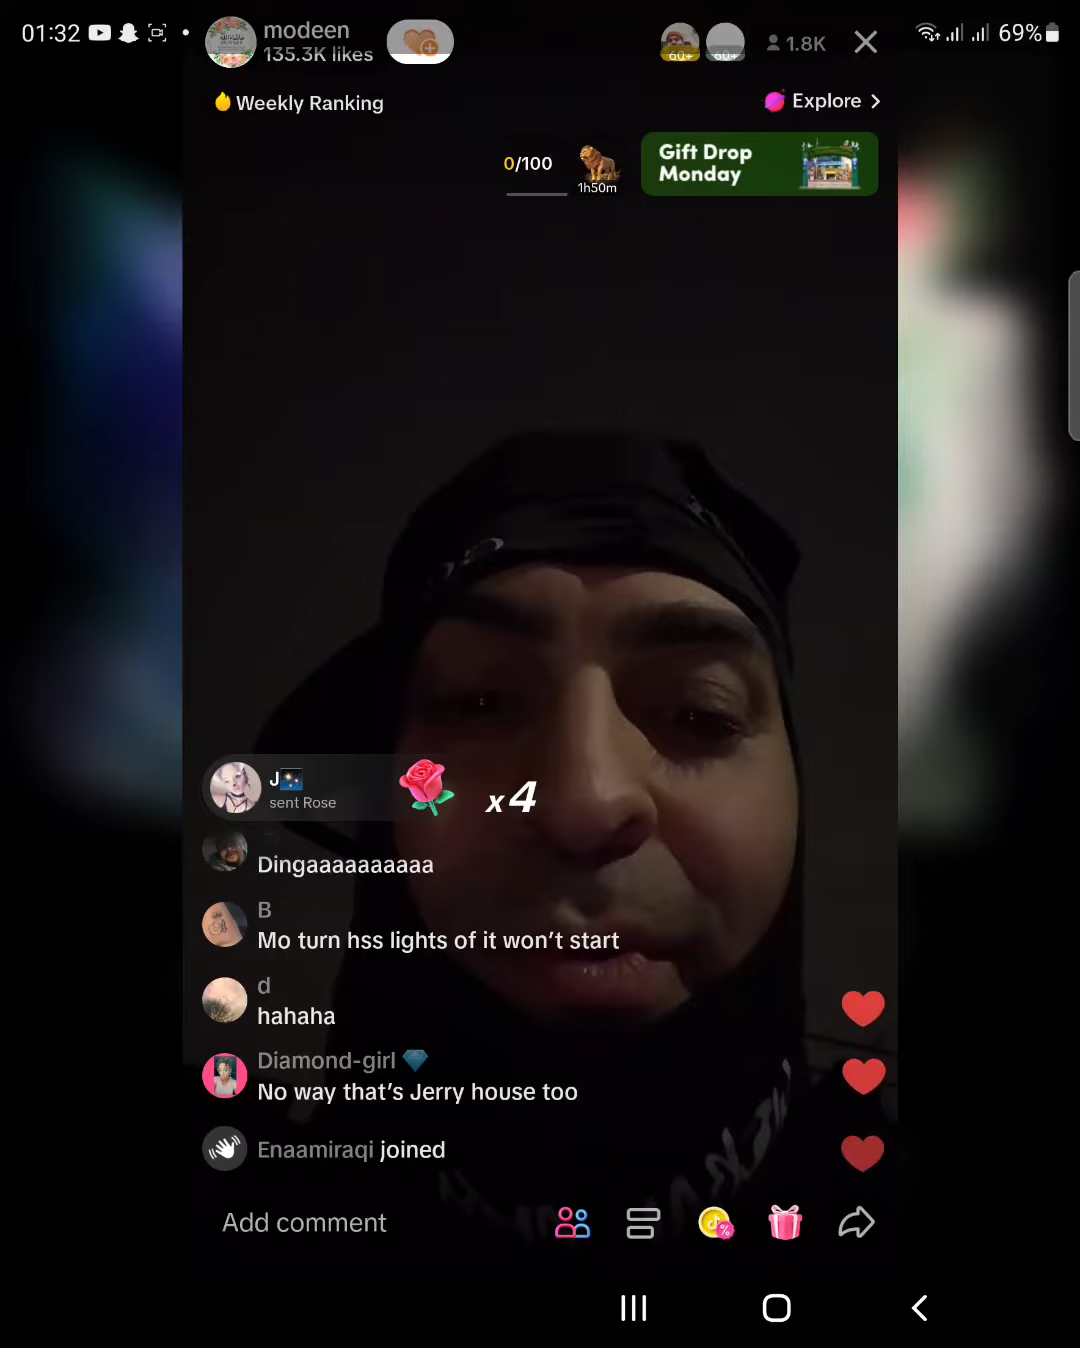 01:32
69%
modeen
135.3K likes
60+
60+
1.8K
Weekly Ranking
Explore >
0/100
1h50m
Gift Drop
Monday
J
sent Rose
x4
Dingaaaaaaaaaa
B
Mo turn hss lights of it won’t start
d
hahaha
Diamond-girl
No way that’s Jerry house too
Enaamiraqi joined
Add comment